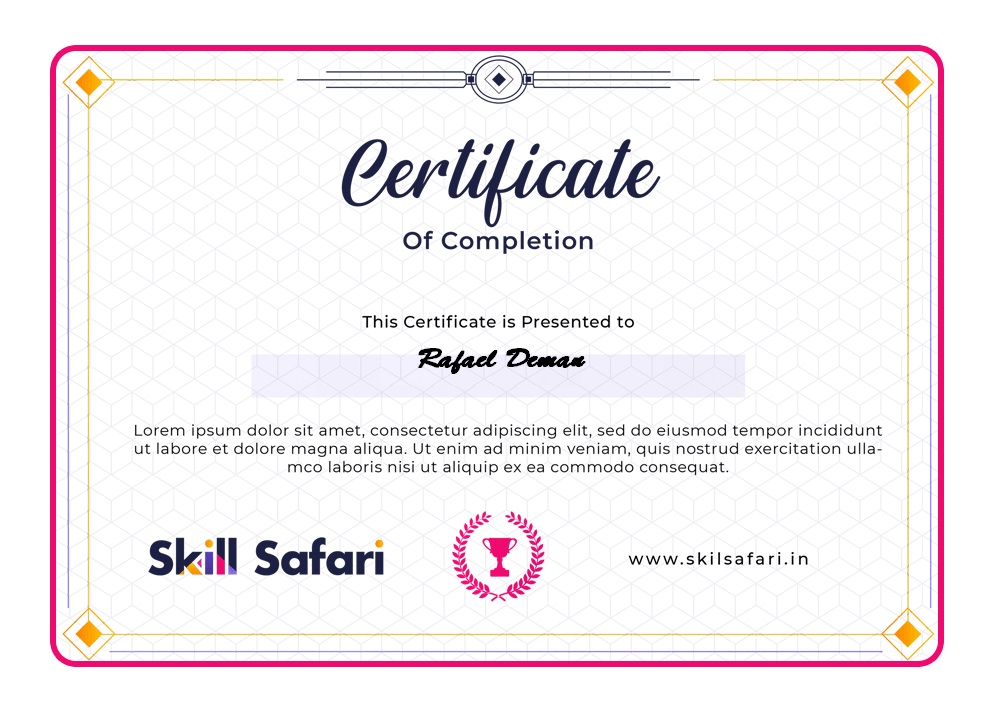 Certificate
Of Completion
This Certificate is Presented to
Rafael Deman
Lorem ipsum dolor sit amet, consectetur adipiscing elit, sed do eiusmod tempor incididunt
ut labore et dolore magna aliqua. Ut enim ad minim veniam, quis nostrud exercitation ulla-
mco laboris nisi ut aliquip ex ea commodo consequat.
Skill Safari
www.skilsafari.in